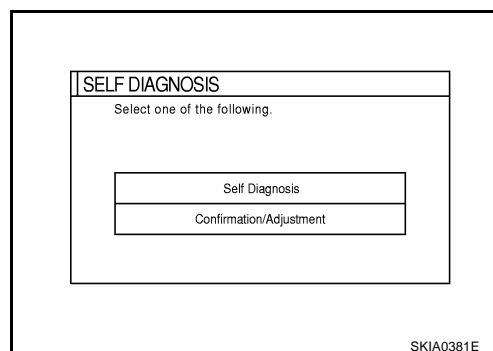 SELF DIAGNOSIS
Select one of the following.
Self Diagnosis
Confirmation/Adjustment
SKIA0381E